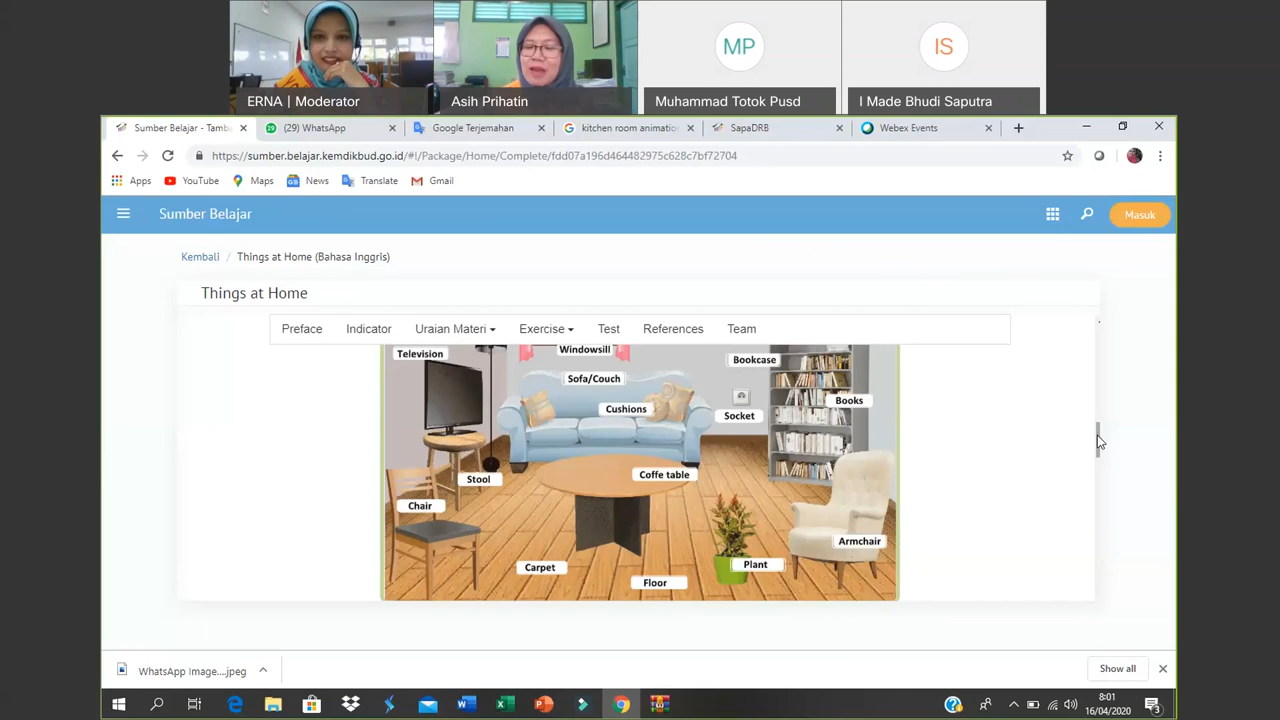 MP
IS
ERNA | Moderator
Asih Prihatin
Muhammad Totok Pusd
I Made Bhudi Saputra
Sumber Belajar - Tamb
(29) WhatsApp
Google Terjemahan
kitchen room animatio
SapaDRB
Webex Events
https://sumber.belajar.kemdikbud.go.id/#!/Package/Home/Complete/fdd07a196d464482975c628c7bf72704
Apps
YouTube
Maps
News
Translate
Gmail
Sumber Belajar
Masuk
Kembali / Things at Home (Bahasa Inggris)
Things at Home
Preface
Indicator
Uraian Materi
Exercise
Test
References
Team
Television
Windowsill
Bookcase
Sofa/Couch
Books
Cushions
Socket
Coffe table
Stool
Chair
Armchair
Carpet
Plant
Floor
WhatsApp Image....jpeg
Show all
8:01
16/04/2020
3